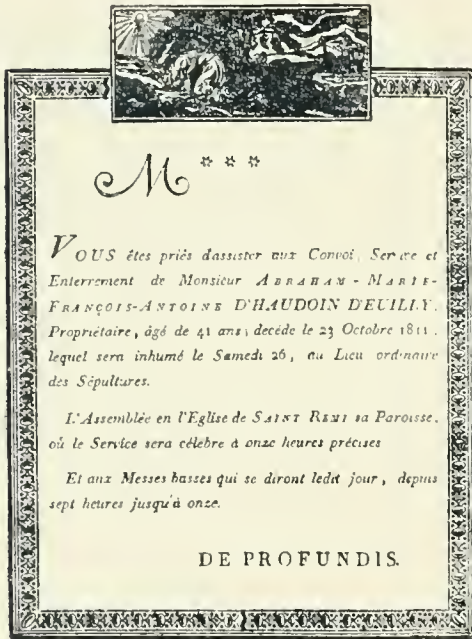 M ***
VOUS êtes priés d'assister aux Convoi, Service et
Enterrement de Monsieur ABRAHAM-MARIE-
FRANÇOIS-ANTOINE D'HAUDOIN D'EUILLY,
Propriétaire, âgé de 41 ans, décédé le 23 Octobre 1811,
lequel sera inhumé le Samedi 26, au Lieu ordinaire
des Sépultures.
L'Assemblée en l'Eglise de SAINT REMI sa Paroisse,
où le Service sera célébre à onze heures précises
Et aux Messes basses qui se diront ledit jour, depuis
sept heures jusqu'à onze.
DE PROFUNDIS.